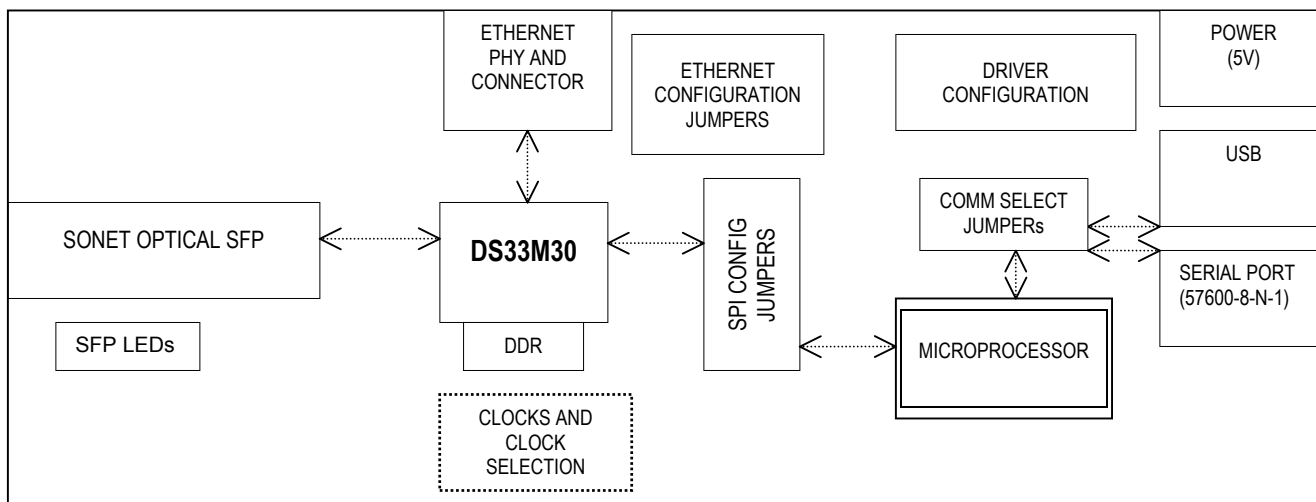 ETHERNET
PHY AND
CONNECTOR
ETHERNET
CONFIGURATION
JUMPERS
DRIVER
CONFIGURATION
POWER
(5V)
USB
SONET OPTICAL SFP
DS33M30
SPI CONFIG
JUMPERS
COMM SELECT
JUMPERs
SERIAL PORT
(57600-8-N-1)
SFP LEDs
DDR
MICROPROCESSOR
CLOCKS AND
CLOCK
SELECTION